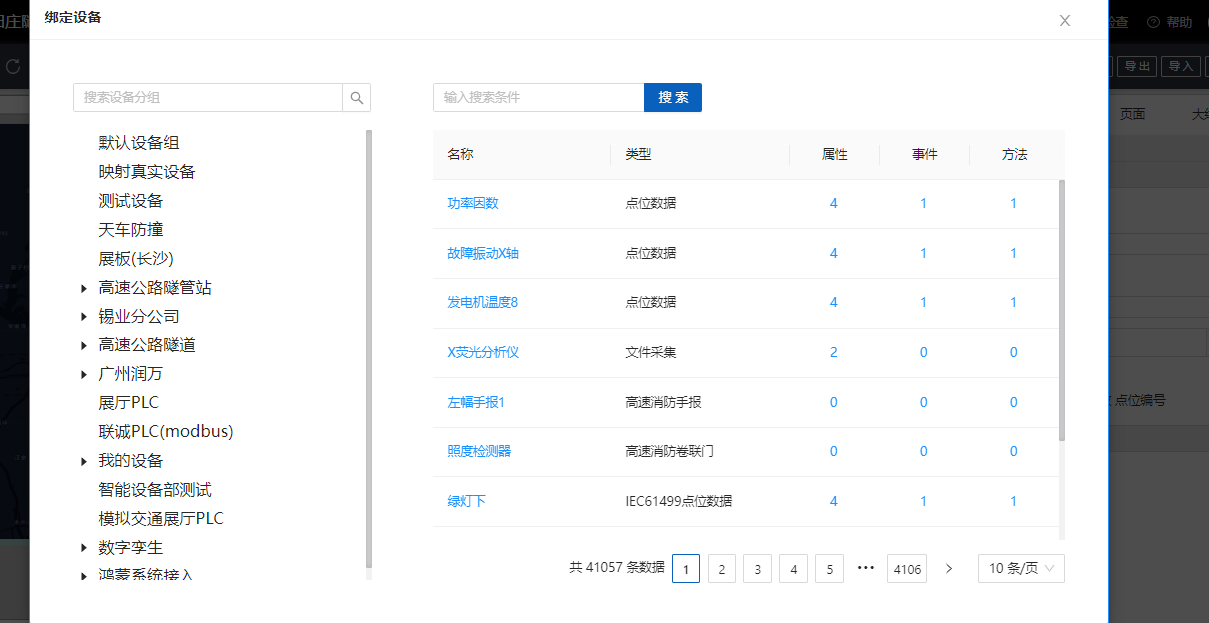 绑定设备
检查 帮助
导出 导入
页面
点位编号
搜索设备分组
默认设备组
映射真实设备
测试设备
天车防撞
展板(长沙)
高速公路隧管站
锡业分公司
高速公路隧道
广州润万
展厅PLC
联诚PLC(modbus)
我的设备
智能设备部测试
模拟交通展厅PLC
数字孪生
鸿蒙系统接入
输入搜索条件 搜索
名称 类型 属性 事件 方法
功率因数 点位数据 4 1 1
故障振动X轴 点位数据 4 1 1
发电机温度8 点位数据 4 1 1
X荧光分析仪 文件采集 2 0 0
左幅手报1 高速消防手报 0 0 0
照度检测器 高速消防卷联门 0 0 0
绿灯下 IEC61499点位数据 4 1 1
共 41057 条数据 1 2 3 4 5 ••• 4106 10 条/页